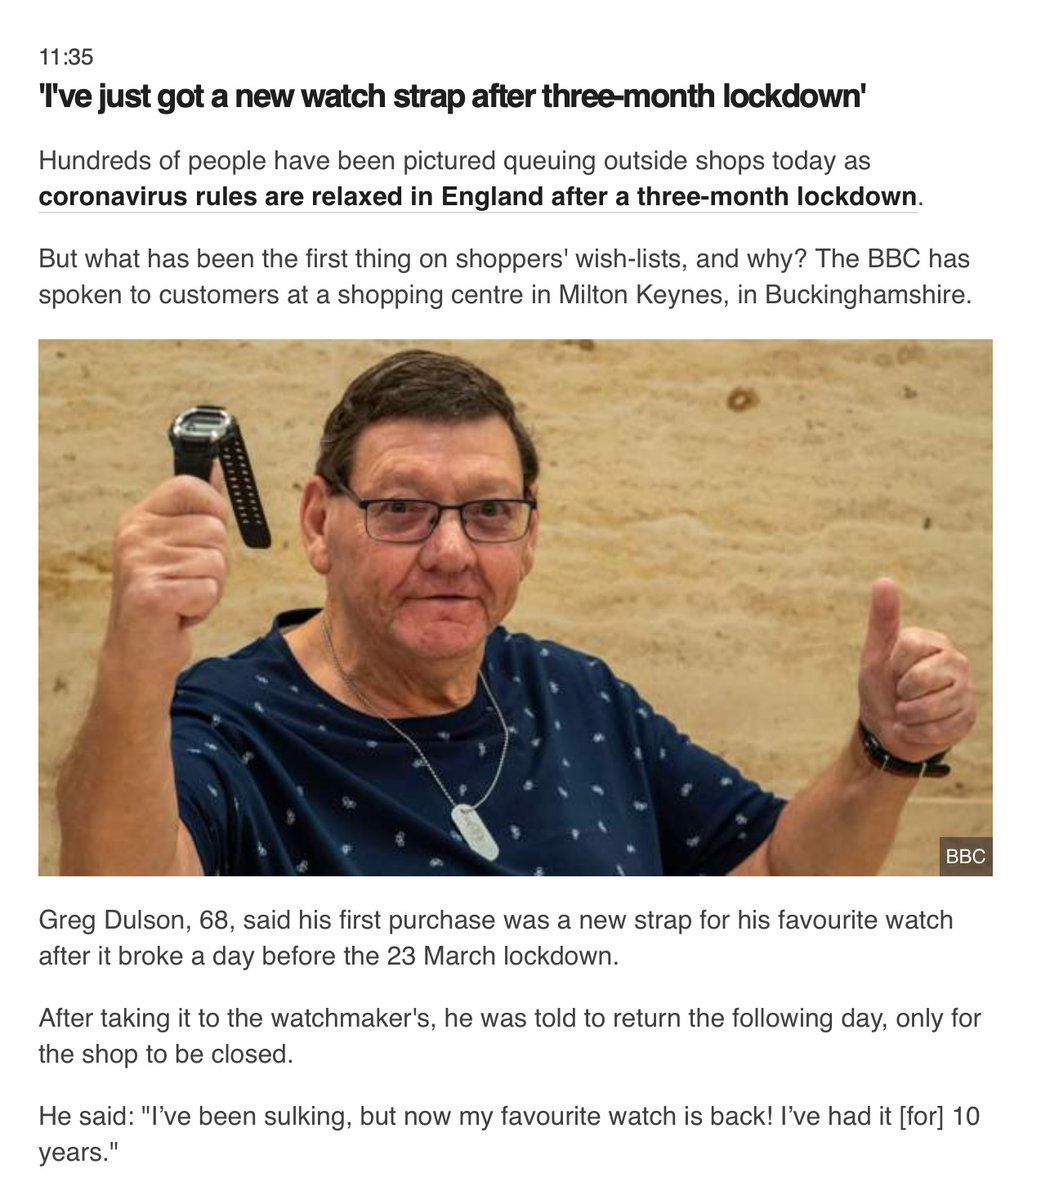 11:35
'I've just got a new watch strap after three-month lockdown'
Hundreds of people have been pictured queuing outside shops today as
coronavirus rules are relaxed in England after a three-month lockdown.
But what has been the first thing on shoppers' wish-lists, and why? The BBC has
spoken to customers at a shopping centre in Milton Keynes, in Buckinghamshire.
BBC
Greg Dulson, 68, said his first purchase was a new strap for his favourite watch
after it broke a day before the 23 March lockdown.
After taking it to the watchmaker's, he was told to return the following day, only for
the shop to be closed.
He said: "I’ve been sulking, but now my favourite watch is back! I’ve had it [for] 10
years."